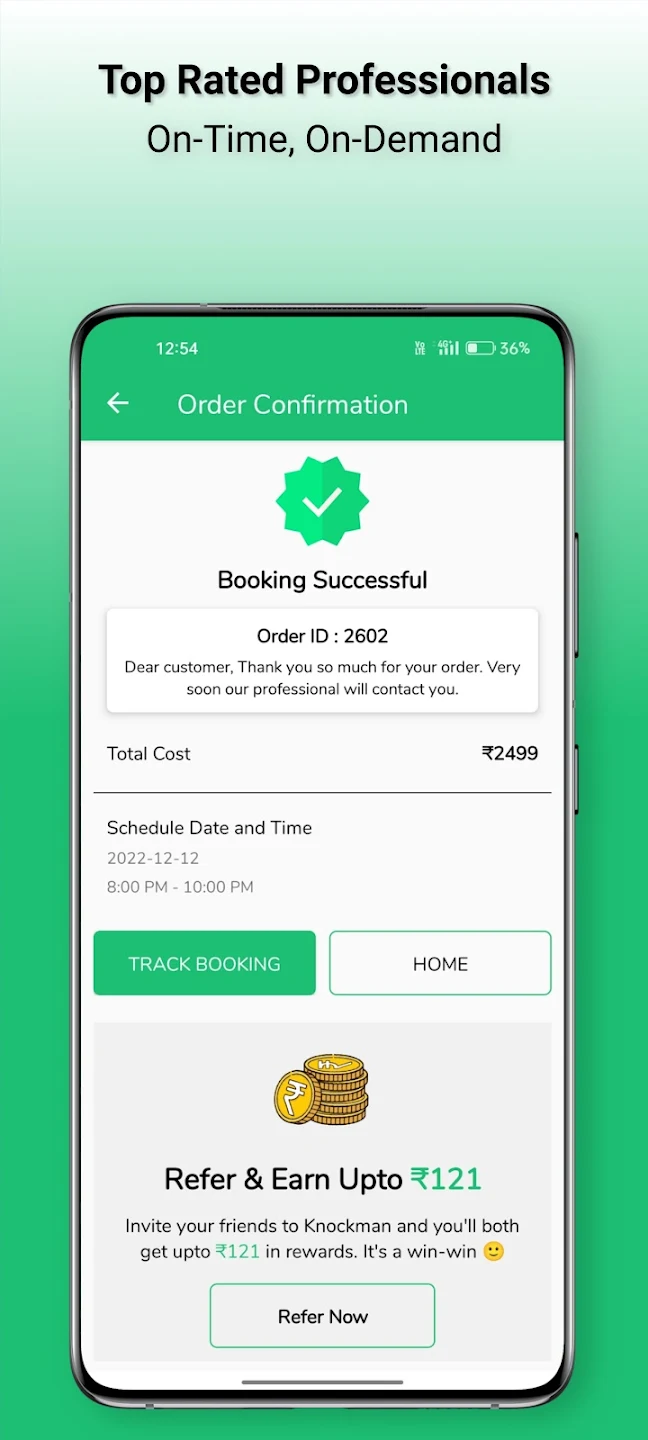 Top Rated Professionals
On-Time, On-Demand
12:54
Vo LTE 4G+ 36%
Order Confirmation
Booking Successful
Order ID : 2602
Dear customer, Thank you so much for your order. Very
soon our professional will contact you.
Total Cost ₹2499
Schedule Date and Time
2022-12-12
8:00 PM - 10:00 PM
TRACK BOOKING HOME
₹
Refer & Earn Upto ₹121
Invite your friends to Knockman and you'll both
get upto ₹121 in rewards. It's a win-win 🙂
Refer Now